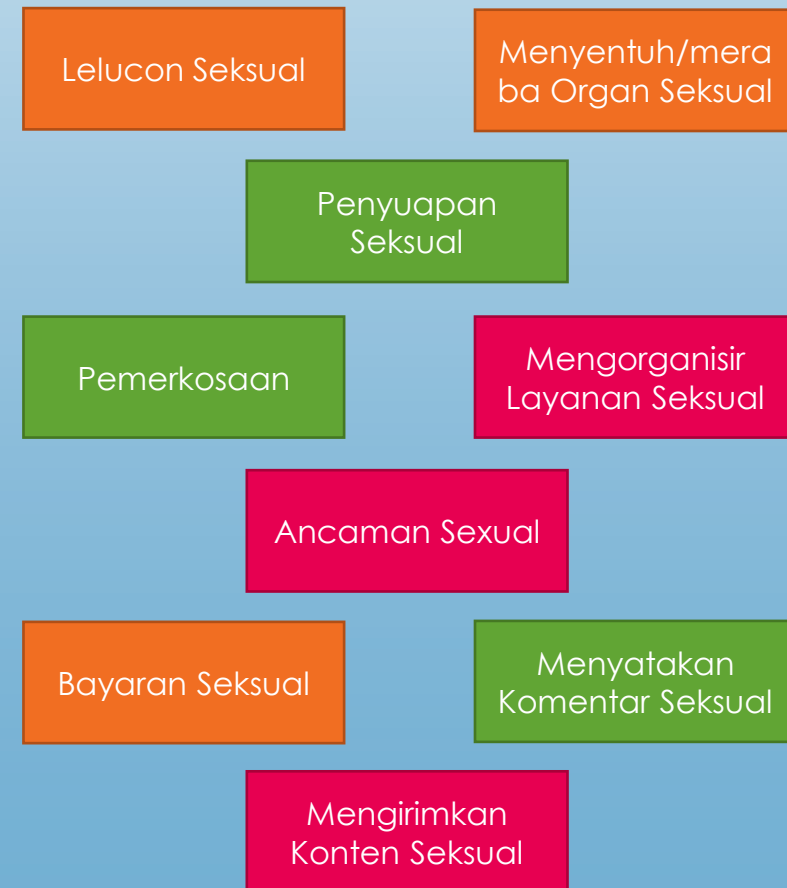 Lelucon Seksual
Menyentuh/mera
ba Organ Seksual
Penyuapan
Seksual
Pemerkosaan
Mengorganisir
Layanan Seksual
Ancaman Sexual
Bayaran Seksual
Menyatakan
Komentar Seksual
Mengirimkan
Konten Seksual